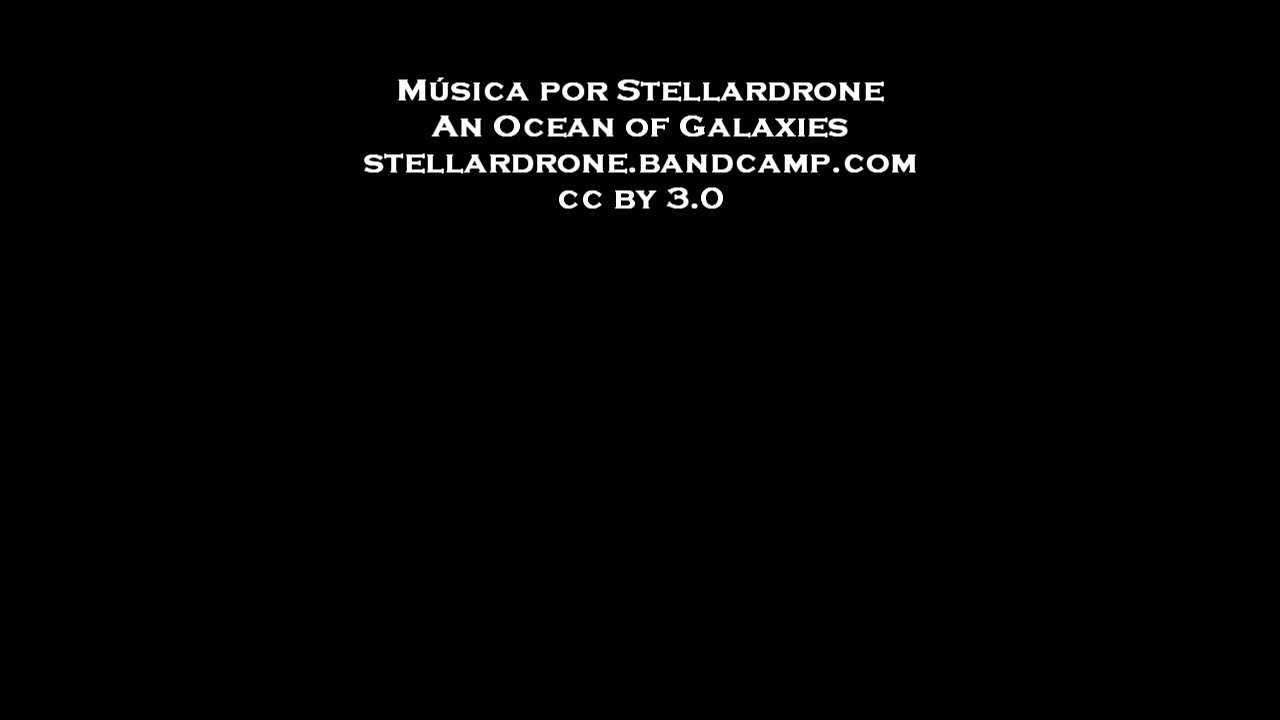 Música por Stellardrone
An Ocean of Galaxies
stellardrone.bandcamp.com
cc by 3.0